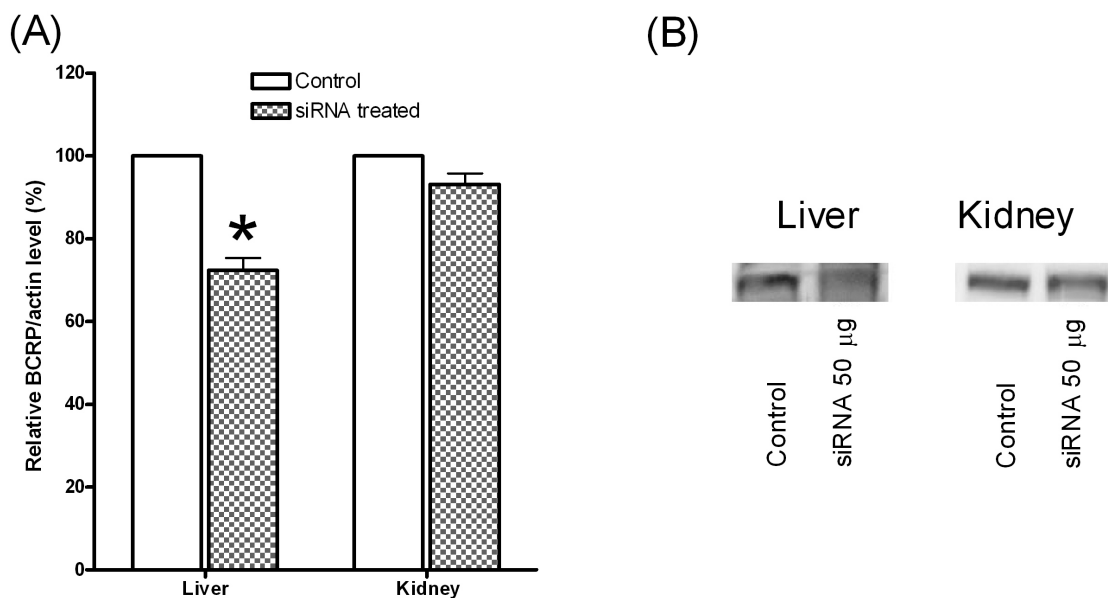 (A)
120
100
80
60
40
20
0
Relative BCRP/actin level (%)
Control
siRNA treated
*
Liver
Kidney
(B)
Liver
Kidney
Control
siRNA 50 µg
Control
siRNA 50 µg